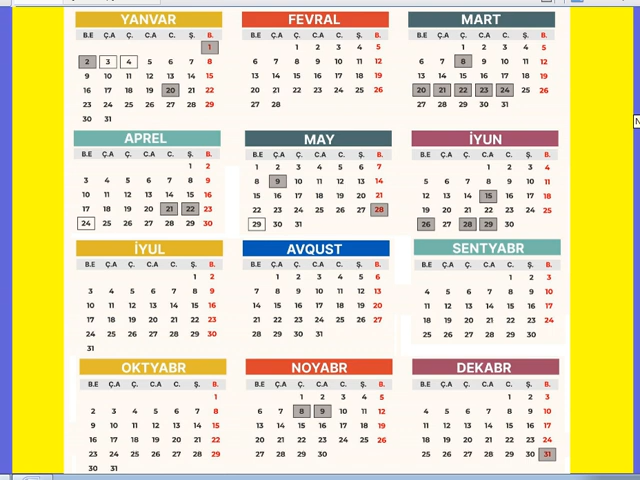 YANVAR
B.E Ç.A Ç. C.A C. Ş. B.
1
2 3 4 5 6 7 8
9 10 11 12 13 14 15
16 17 18 19 20 21 22
23 24 25 26 27 28 29
30 31
FEVRAL
B.E Ç.A Ç. C.A C. Ş. B.
1 2 3 4 5
6 7 8 9 10 11 12
13 14 15 16 17 18 19
20 21 22 23 24 25 26
27 28
MART
B.E Ç.A Ç. C.A C. Ş. B.
1 2 3 4 5
6 7 8 9 10 11 12
13 14 15 16 17 18 19
20 21 22 23 24 25 26
27 28 29 30 31
APREL
B.E Ç.A Ç. C.A C. Ş. B.
1 2
3 4 5 6 7 8 9
10 11 12 13 14 15 16
17 18 19 20 21 22 23
24 25 26 27 28 29 30
MAY
B.E Ç.A Ç. C.A C. Ş. B.
1 2 3 4 5 6 7
8 9 10 11 12 13 14
15 16 17 18 19 20 21
22 23 24 25 26 27 28
29 30 31
İYUN
B.E Ç.A Ç. C.A C. Ş. B.
1 2 3 4
5 6 7 8 9 10 11
12 13 14 15 16 17 18
19 20 21 22 23 24 25
26 27 28 29 30
İYUL
B.E Ç.A Ç. C.A C. Ş. B.
1 2
3 4 5 6 7 8 9
10 11 12 13 14 15 16
17 18 19 20 21 22 23
24 25 26 27 28 29 30
31
AVQUST
B.E Ç.A Ç. C.A C. Ş. B.
1 2 3 4 5 6
7 8 9 10 11 12 13
14 15 16 17 18 19 20
21 22 23 24 25 26 27
28 29 30 31
SENTYABR
B.E Ç.A Ç. C.A C. Ş. B.
1 2 3
4 5 6 7 8 9 10
11 12 13 14 15 16 17
18 19 20 21 22 23 24
25 26 27 28 29 30
OKTYABR
B.E Ç.A Ç. C.A C. Ş. B.
1
2 3 4 5 6 7 8
9 10 11 12 13 14 15
16 17 18 19 20 21 22
23 24 25 26 27 28 29
30 31
NOYABR
B.E Ç.A Ç. C.A C. Ş. B.
1 2 3 4 5
6 7 8 9 10 11 12
13 14 15 16 17 18 19
20 21 22 23 24 25 26
27 28 29 30
DEKABR
B.E Ç.A Ç. C.A C. Ş. B.
1 2 3
4 5 6 7 8 9 10
11 12 13 14 15 16 17
18 19 20 21 22 23 24
25 26 27 28 29 30 31